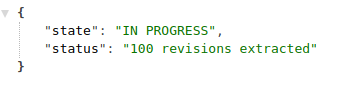 {
"state": "IN PROGRESS",
"status": "100 revisions extracted"
}